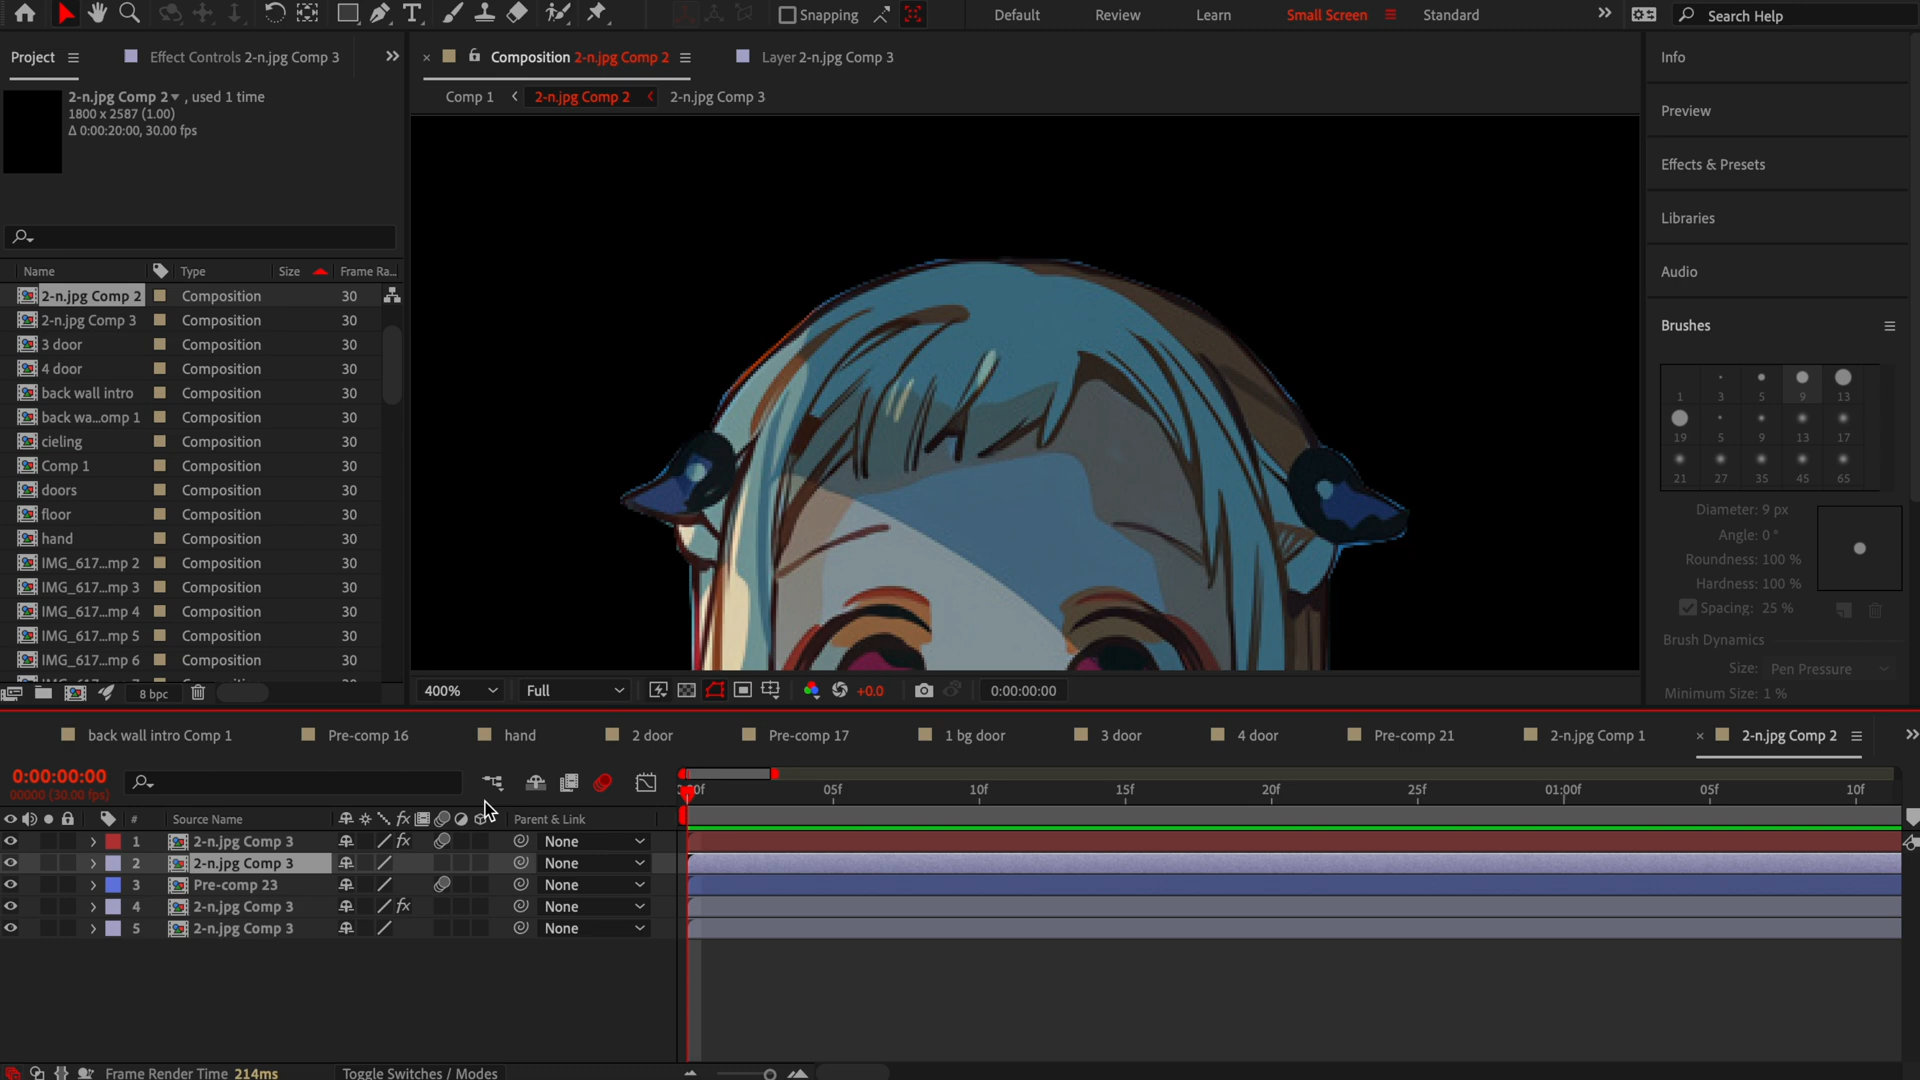 Snapping
Default
Review
Learn
Small Screen
Standard
Search Help
Project
Effect Controls 2-n.jpg Comp 3
Composition 2-n.jpg Comp 2
Layer 2-n.jpg Comp 3
Info
Comp 1
2-n.jpg Comp 2
2-n.jpg Comp 3
2-n.jpg Comp 2 , used 1 time
1800 x 2587 (1.00)
Δ 0:00:20:00, 30.00 fps
Preview
Effects & Presets
Libraries
Audio
Brushes
Name Type Size Frame Ra...
2-n.jpg Comp 2 Composition 30
2-n.jpg Comp 3 Composition 30
3 door Composition 30
4 door Composition 30
back wall intro Composition 30
back wa...omp 1 Composition 30
cieling Composition 30
Comp 1 Composition 30
doors Composition 30
floor Composition 30
hand Composition 30
IMG_617...mp 2 Composition 30
IMG_617...mp 3 Composition 30
IMG_617...mp 4 Composition 30
IMG_617...mp 5 Composition 30
IMG_617...mp 6 Composition 30
1 3 5 9 13
19 5 9 13 17
21 27 35 45 65
Diameter: 9 px
Angle: 0 °
Roundness: 100 %
Hardness: 100 %
Spacing: 25 %
Brush Dynamics
Size: Pen Pressure
Minimum Size: 1 %
8 bpc
400%
Full
+0.0
0:00:00:00
back wall intro Comp 1
Pre-comp 16
hand
2 door
Pre-comp 17
1 bg door
3 door
4 door
Pre-comp 21
2-n.jpg Comp 1
2-n.jpg Comp 2
0:00:00:00
00000 (30.00 fps)
05f 10f 15f 20f 25f 01:00f 05f 10f
# Source Name fx Parent & Link
1 2-n.jpg Comp 3 fx None
2 2-n.jpg Comp 3 None
3 Pre-comp 23 None
4 2-n.jpg Comp 3 fx None
5 2-n.jpg Comp 3 None
Frame Render Time 214ms
Toggle Switches / Modes